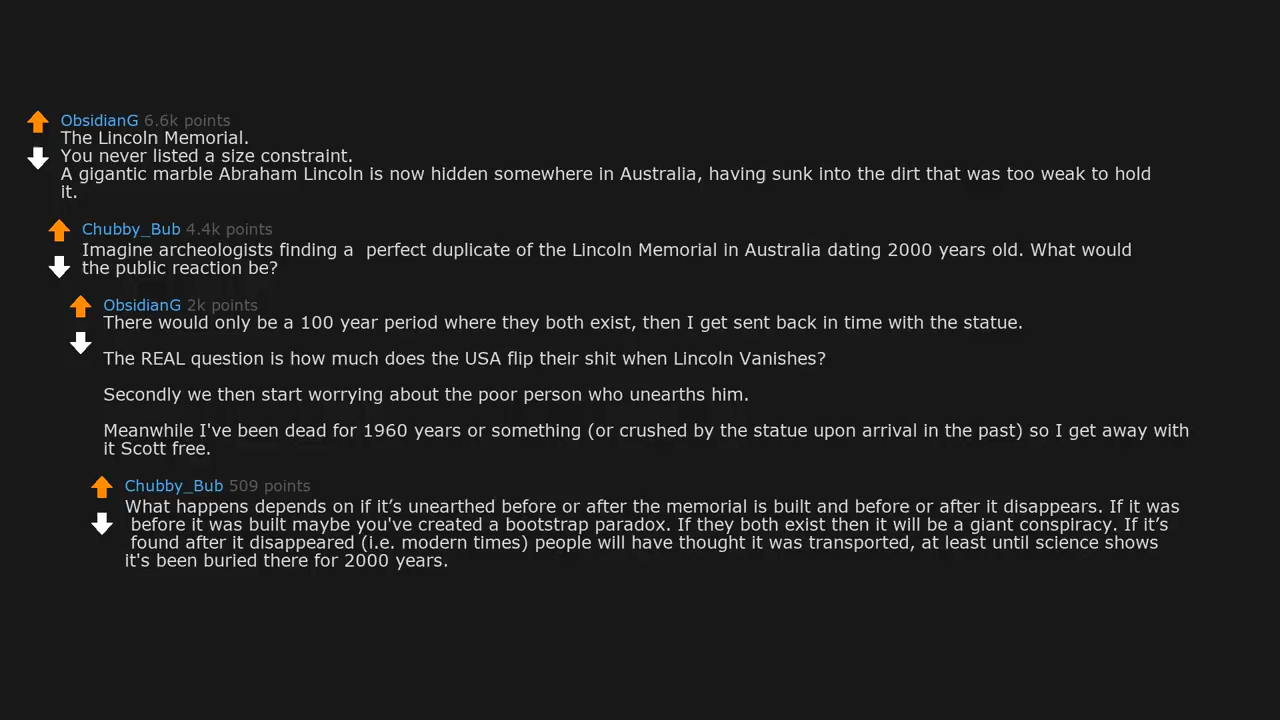 ObsidianG 6.6k points
The Lincoln Memorial.
You never listed a size constraint.
A gigantic marble Abraham Lincoln is now hidden somewhere in Australia, having sunk into the dirt that was too weak to hold
it.
Chubby_Bub 4.4k points
Imagine archeologists finding a  perfect duplicate of the Lincoln Memorial in Australia dating 2000 years old. What would
the public reaction be?
ObsidianG 2k points
There would only be a 100 year period where they both exist, then I get sent back in time with the statue.
The REAL question is how much does the USA flip their shit when Lincoln Vanishes?
Secondly we then start worrying about the poor person who unearths him.
Meanwhile I've been dead for 1960 years or something (or crushed by the statue upon arrival in the past) so I get away with
it Scott free.
Chubby_Bub 509 points
What happens depends on if it’s unearthed before or after the memorial is built and before or after it disappears. If it was
before it was built maybe you've created a bootstrap paradox. If they both exist then it will be a giant conspiracy. If it’s
found after it disappeared (i.e. modern times) people will have thought it was transported, at least until science shows
it's been buried there for 2000 years.